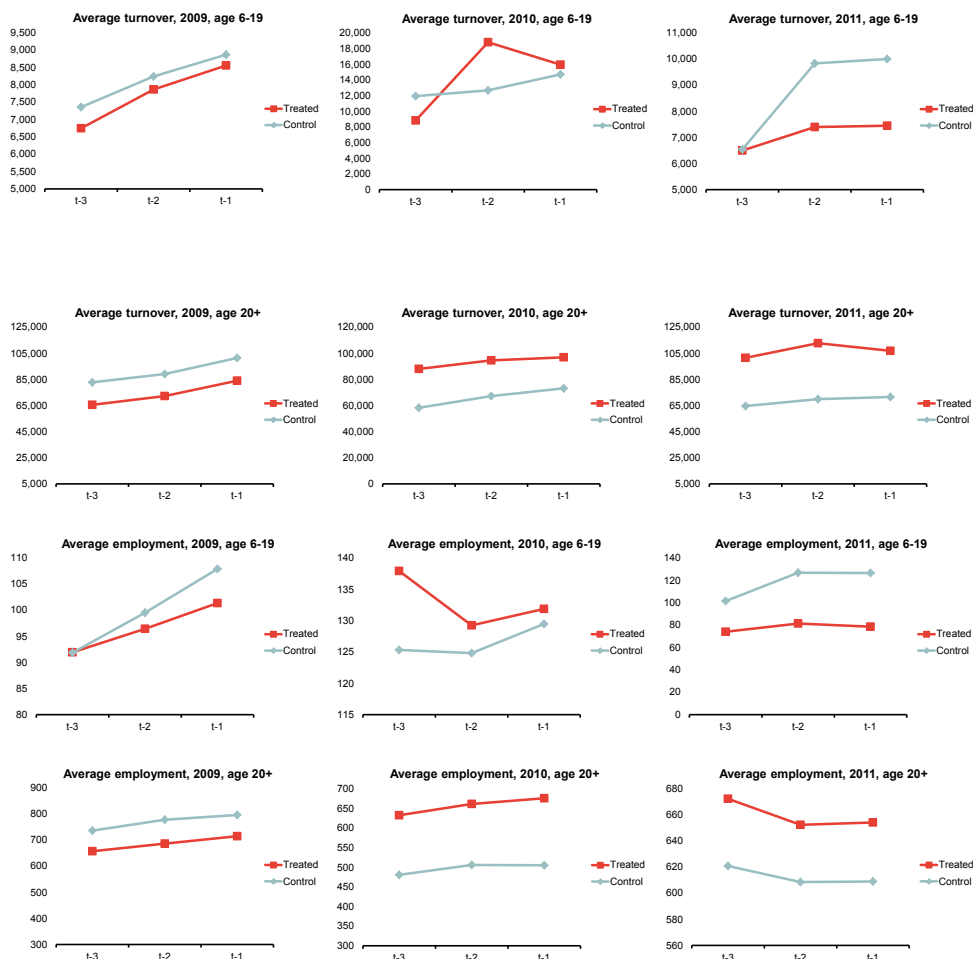 Average turnover, 2009, age 6-19
9,500
9,000
8,500
8,000
7,500
7,000
6,500
6,000
5,500
5,000
t-3 t-2 t-1
Treated
Control
Average turnover, 2010, age 6-19
20,000
18,000
16,000
14,000
12,000
10,000
8,000
6,000
4,000
2,000
0
t-3 t-2 t-1
Treated
Control
Average turnover, 2011, age 6-19
11,000
10,000
9,000
8,000
7,000
6,000
5,000
t-3 t-2 t-1
Treated
Control
Average turnover, 2009, age 20+
125,000
105,000
85,000
65,000
45,000
25,000
5,000
t-3 t-2 t-1
Treated
Control
Average turnover, 2010, age 20+
120,000
100,000
80,000
60,000
40,000
20,000
0
t-3 t-2 t-1
Treated
Control
Average turnover, 2011, age 20+
125,000
105,000
85,000
65,000
45,000
25,000
5,000
t-3 t-2 t-1
Treated
Control
Average employment, 2009, age 6-19
110
105
100
95
90
85
80
t-3 t-2 t-1
Treated
Control
Average employment, 2010, age 6-19
140
135
130
125
120
115
t-3 t-2 t-1
Treated
Control
Average employment, 2011, age 6-19
140
120
100
80
60
40
20
0
t-3 t-2 t-1
Treated
Control
Average employment, 2009, age 20+
900
800
700
600
500
400
300
t-3 t-2 t-1
Treated
Control
Average employment, 2010, age 20+
700
650
600
550
500
450
400
350
300
t-3 t-2 t-1
Treated
Control
Average employment, 2011, age 20+
680
660
640
620
600
580
560
t-3 t-2 t-1
Treated
Control